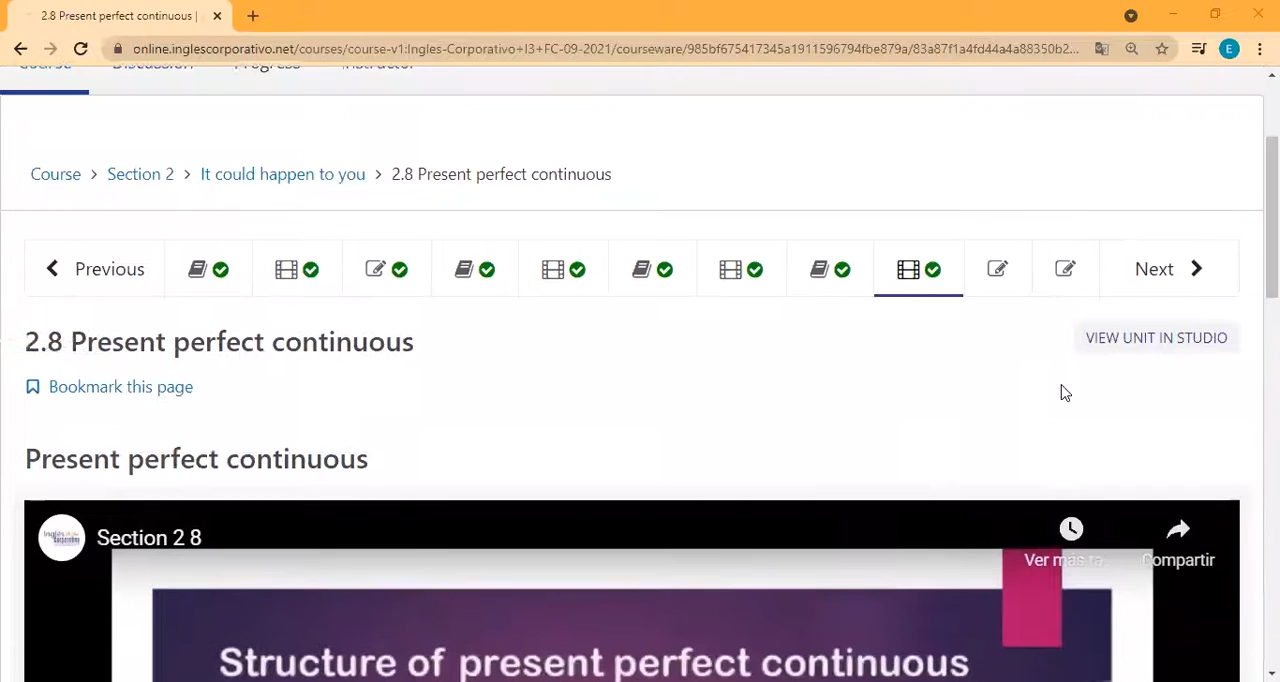 2.8 Present perfect continuous |
online.inglescorporativo.net/courses/course-v1:Ingles-Corporativo+I3+FC-09-2021/courseware/985bf675417345a1911596794fbe879a/83a87f1a4fd44a4a88350b2...
E
Course Discussion Progress Instructor
Course > Section 2 > It could happen to you > 2.8 Present perfect continuous
Previous
Next
2.8 Present perfect continuous
VIEW UNIT IN STUDIO
Bookmark this page
Present perfect continuous
Section 2 8
Ver más ta...
Compartir
Structure of present perfect continuous